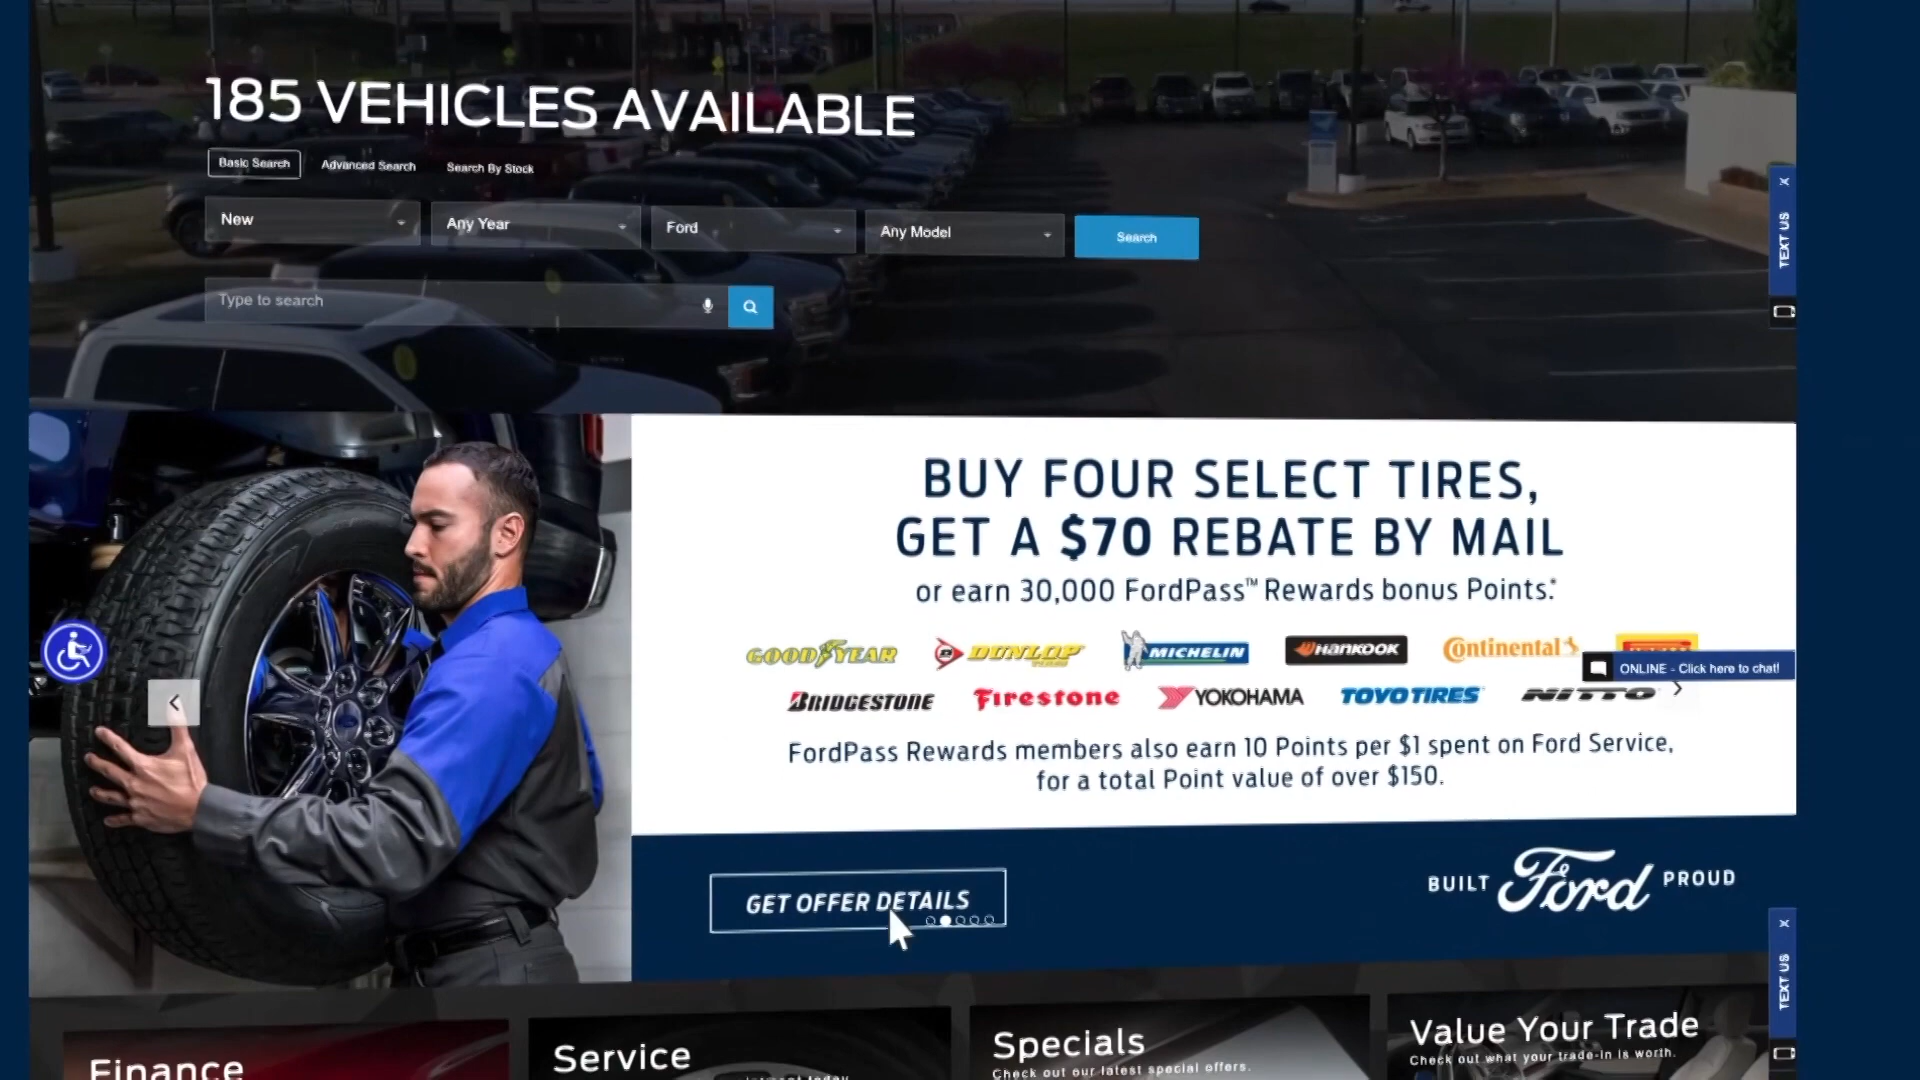 185 VEHICLES AVAILABLE
Basic Search
Advanced Search
Search By Stock
New
Any Year
Ford
Any Model
Search
Type to search
X
TEXT US
BUY FOUR SELECT TIRES,
GET A $70 REBATE BY MAIL
or earn 30,000 FordPass™ Rewards bonus Points.*
GOODYEAR
DUNLOP
TIRES
MICHELIN
HANKOOK
Continental
ONLINE - Click here to chat!
BRIDGESTONE
Firestone
YOKOHAMA
TOYO TIRES
NITTO
FordPass Rewards members also earn 10 Points per $1 spent on Ford Service,
for a total Point value of over $150.
GET OFFER DETAILS
BUILT Ford PROUD
X
TEXT US
Finance
Service
Specials
Check out our latest special offers.
Value Your Trade
Check out what your trade-in is worth.